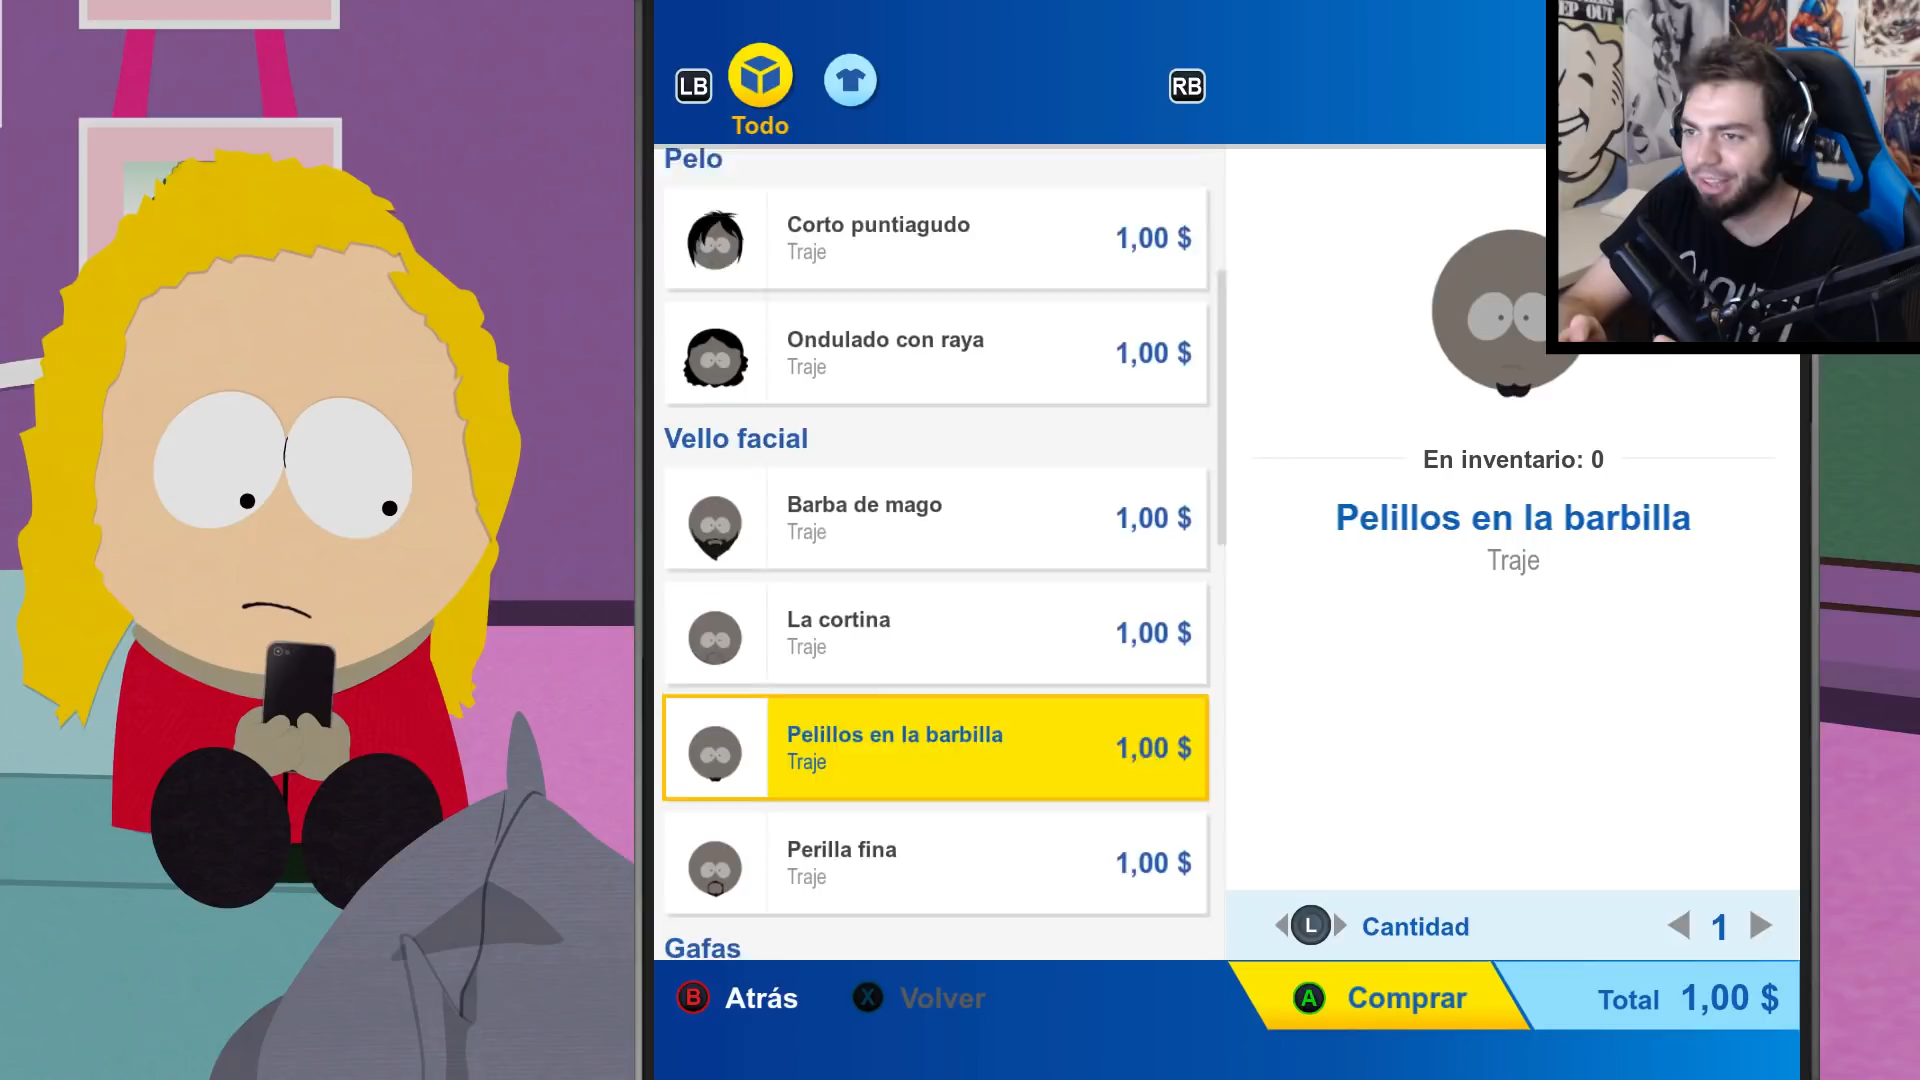 LB
Todo
RB
Pelo
Corto puntiagudo
Traje
1,00 $
Ondulado con raya
Traje
1,00 $
Vello facial
Barba de mago
Traje
1,00 $
La cortina
Traje
1,00 $
Pelillos en la barbilla
Traje
1,00 $
Perilla fina
Traje
1,00 $
Gafas
En inventario: 0
Pelillos en la barbilla
Traje
L
Cantidad
1
B Atrás
X Volver
A Comprar
Total 1,00 $
EP OUT